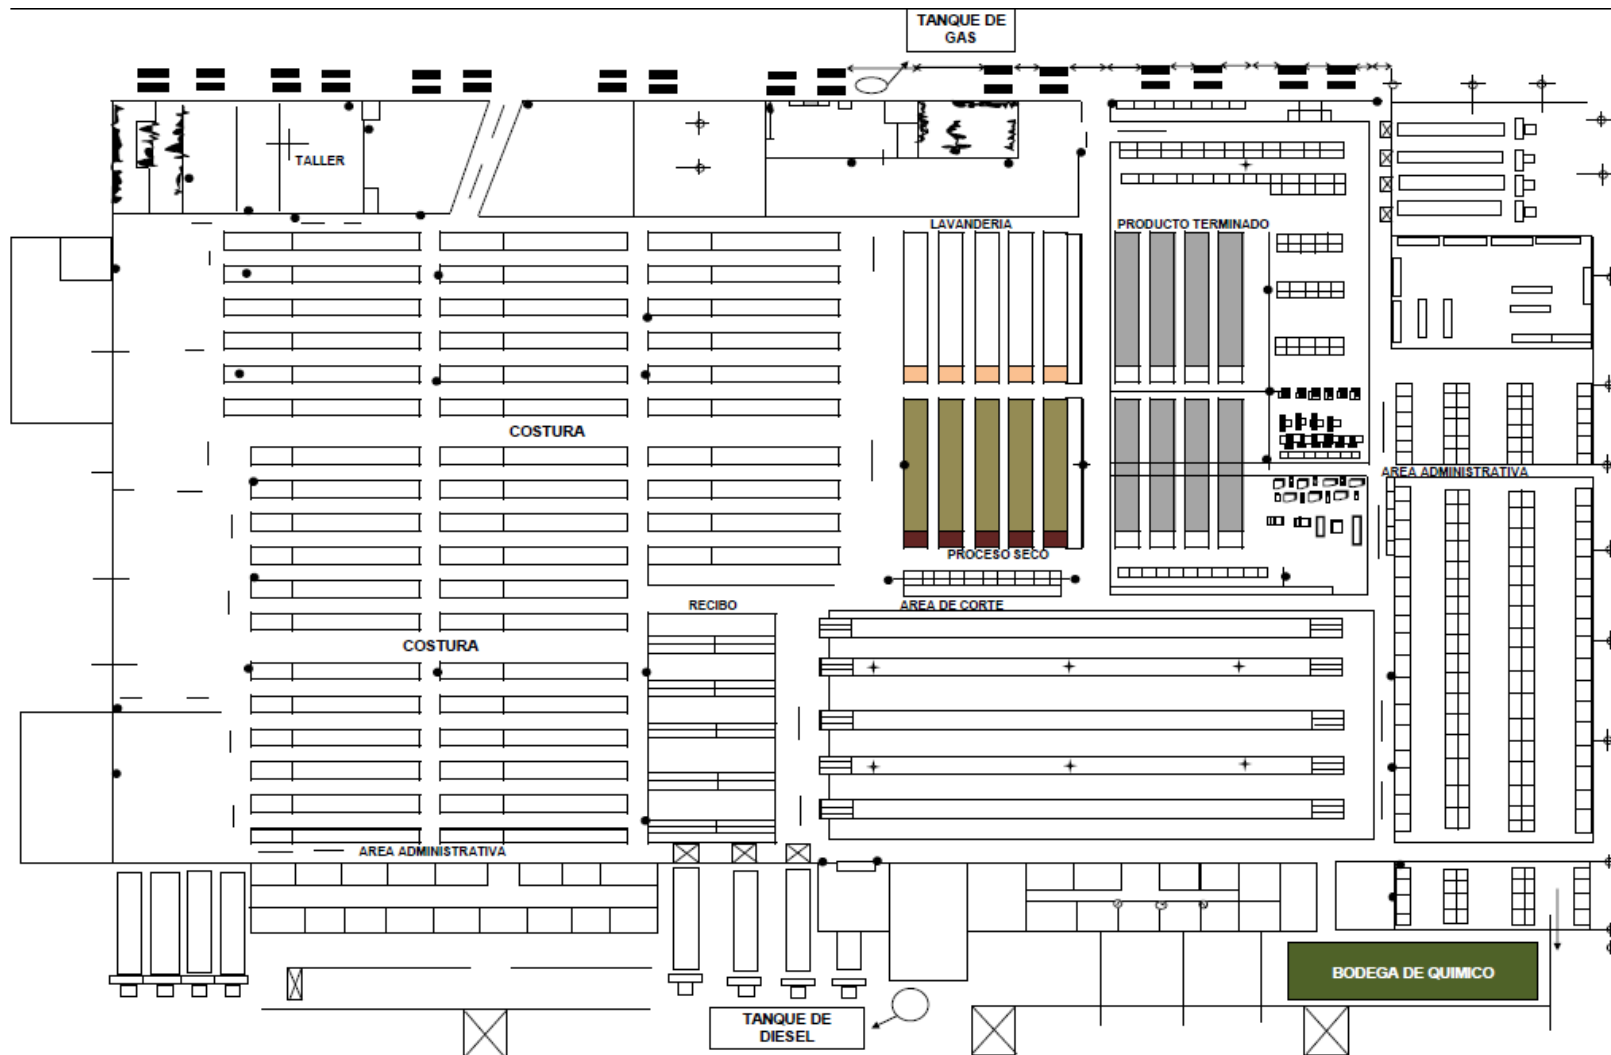 TANQUE DE
GAS
TALLER
LAVANDERIA
PRODUCTO TERMINADO
COSTURA
AREA ADMINISTRATIVA
PROCESO SECO
RECIBO
AREA DE CORTE
COSTURA
AREA ADMINISTRATIVA
BODEGA DE QUIMICO
TANQUE DE
DIESEL